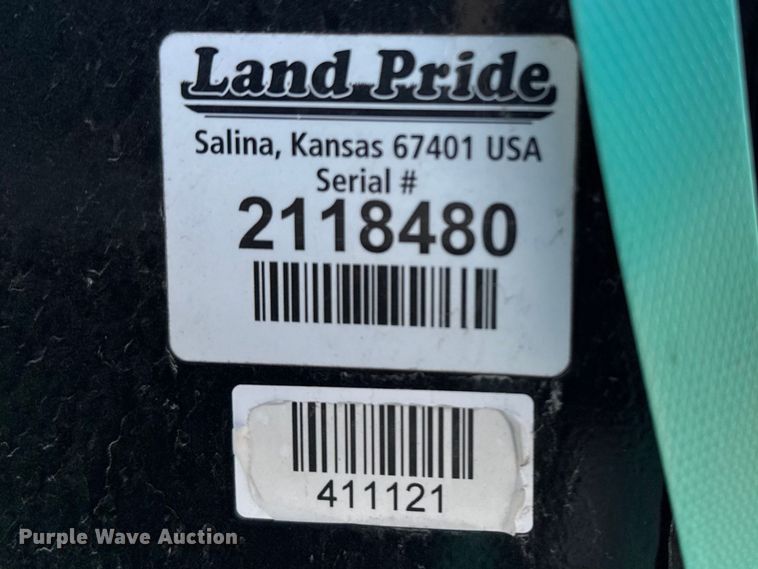 Land Pride
Salina, Kansas 67401 USA
Serial #
2118480
411121
Purple Wave Auction